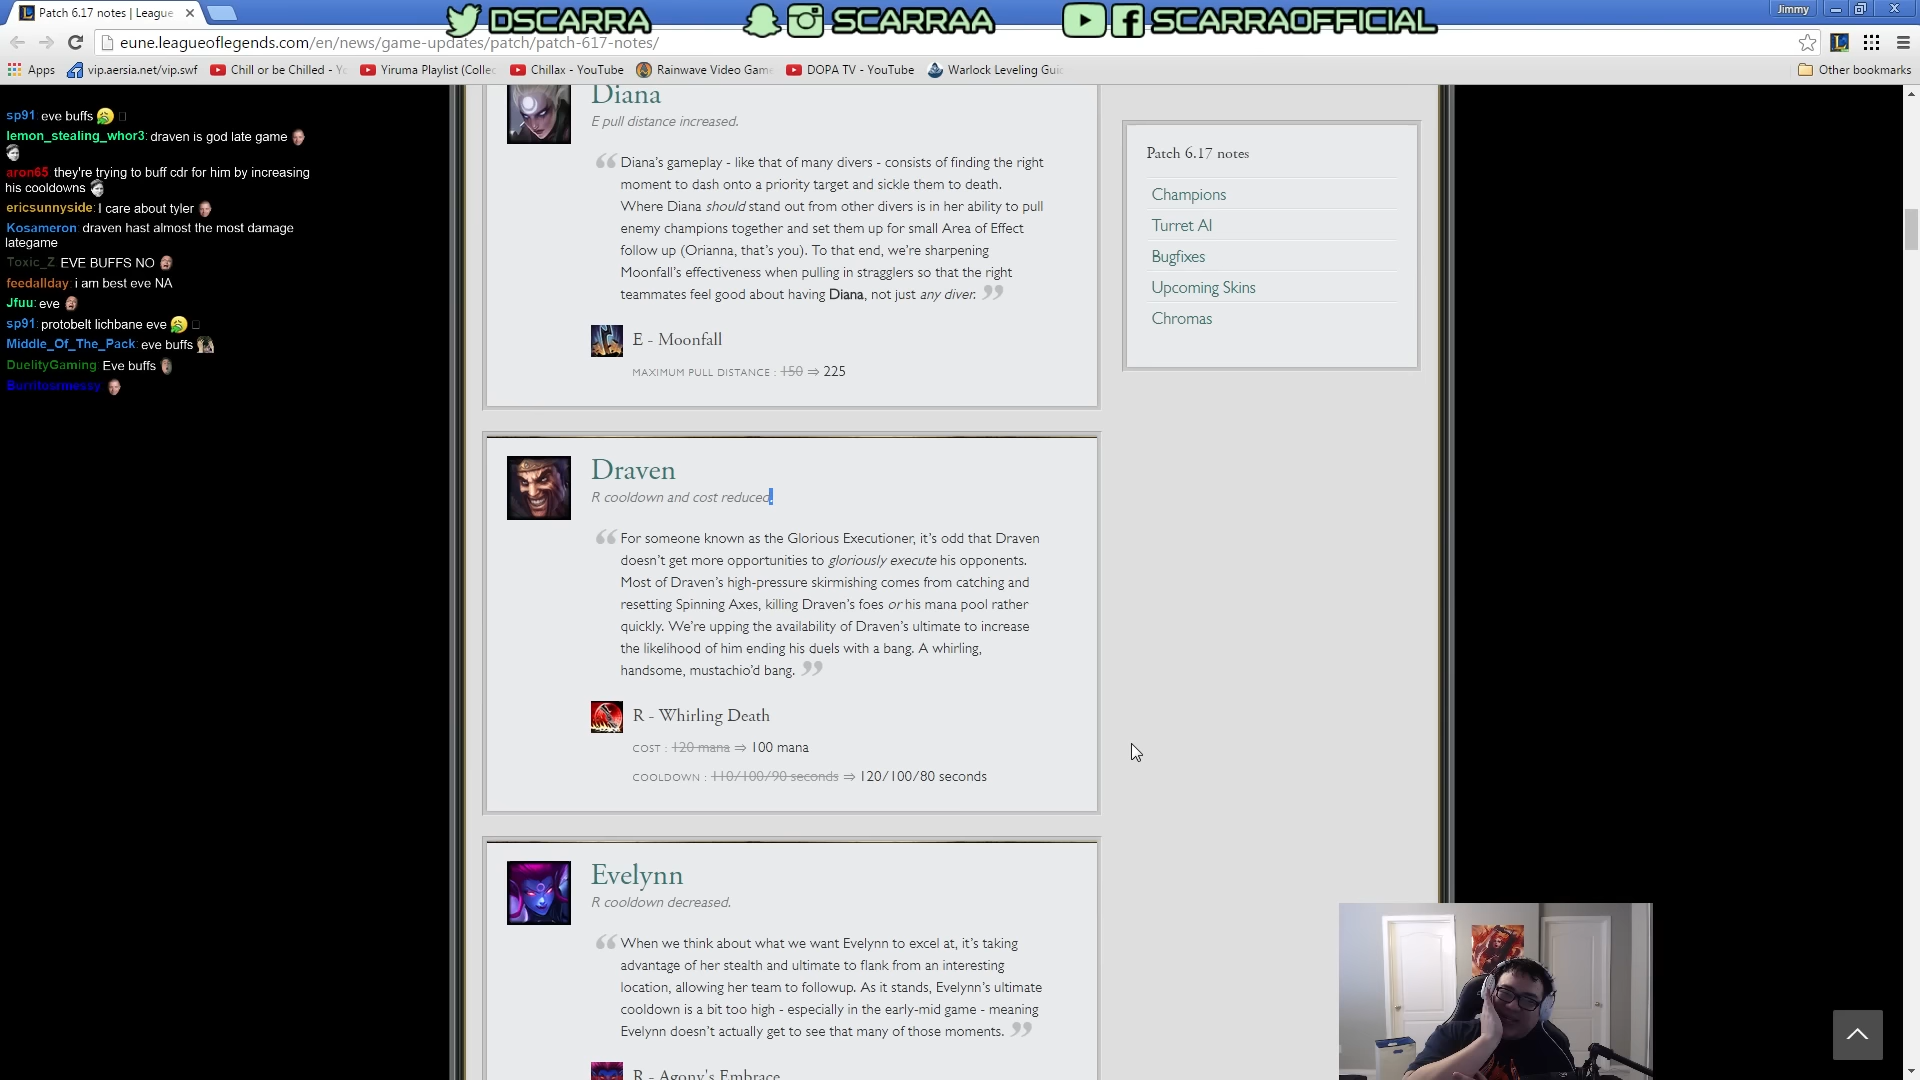 Patch 6.17 notes | League
DSCARRA
SCARRAA
SCARRAOFFICIAL
Jimmy
eune.leagueoflegends.com/en/news/game-updates/patch/patch-617-notes/
Apps
vip.aersia.net/vip.swf
Chill or be Chilled - Yo
Yiruma Playlist (Collec
Chillax - YouTube
Rainwave Video Game
DOPA TV - YouTube
Warlock Leveling Guid
Other bookmarks
sp91: eve buffs
lemon_stealing_whor3: draven is god late game
aron65: they're trying to buff cdr for him by increasing
his cooldowns
ericsunnyside: I care about tyler
Kosameron: draven hast almost the most damage
lategame
Toxic_Z: EVE BUFFS NO
feedallday: i am best eve NA
Jfuu: eve
sp91: protobelt lichbane eve
Middle_Of_The_Pack: eve buffs
DuelityGaming: Eve buffs
Burritosrmessy:
Diana
E pull distance increased.
Diana's gameplay - like that of many divers - consists of finding the right
moment to dash onto a priority target and sickle them to death.
Where Diana should stand out from other divers is in her ability to pull
enemy champions together and set them up for small Area of Effect
follow up (Orianna, that's you). To that end, we're sharpening
Moonfall's effectiveness when pulling in stragglers so that the right
teammates feel good about having Diana, not just any diver.
E - Moonfall
MAXIMUM PULL DISTANCE : 150 ⇒ 225
Draven
R cooldown and cost reduced.
For someone known as the Glorious Executioner, it's odd that Draven
doesn't get more opportunities to gloriously execute his opponents.
Most of Draven's high-pressure skirmishing comes from catching and
resetting Spinning Axes, killing Draven's foes or his mana pool rather
quickly. We're upping the availability of Draven's ultimate to increase
the likelihood of him ending his duels with a bang. A whirling,
handsome, mustachio'd bang.
R - Whirling Death
COST : 120 mana ⇒ 100 mana
COOLDOWN : 110/100/90 seconds ⇒ 120/100/80 seconds
Evelynn
R cooldown decreased.
When we think about what we want Evelynn to excel at, it's taking
advantage of her stealth and ultimate to flank from an interesting
location, allowing her team to followup. As it stands, Evelynn's ultimate
cooldown is a bit too high - especially in the early-mid game - meaning
Evelynn doesn't actually get to see that many of those moments.
R - Agony's Embrace
Patch 6.17 notes
Champions
Turret AI
Bugfixes
Upcoming Skins
Chromas